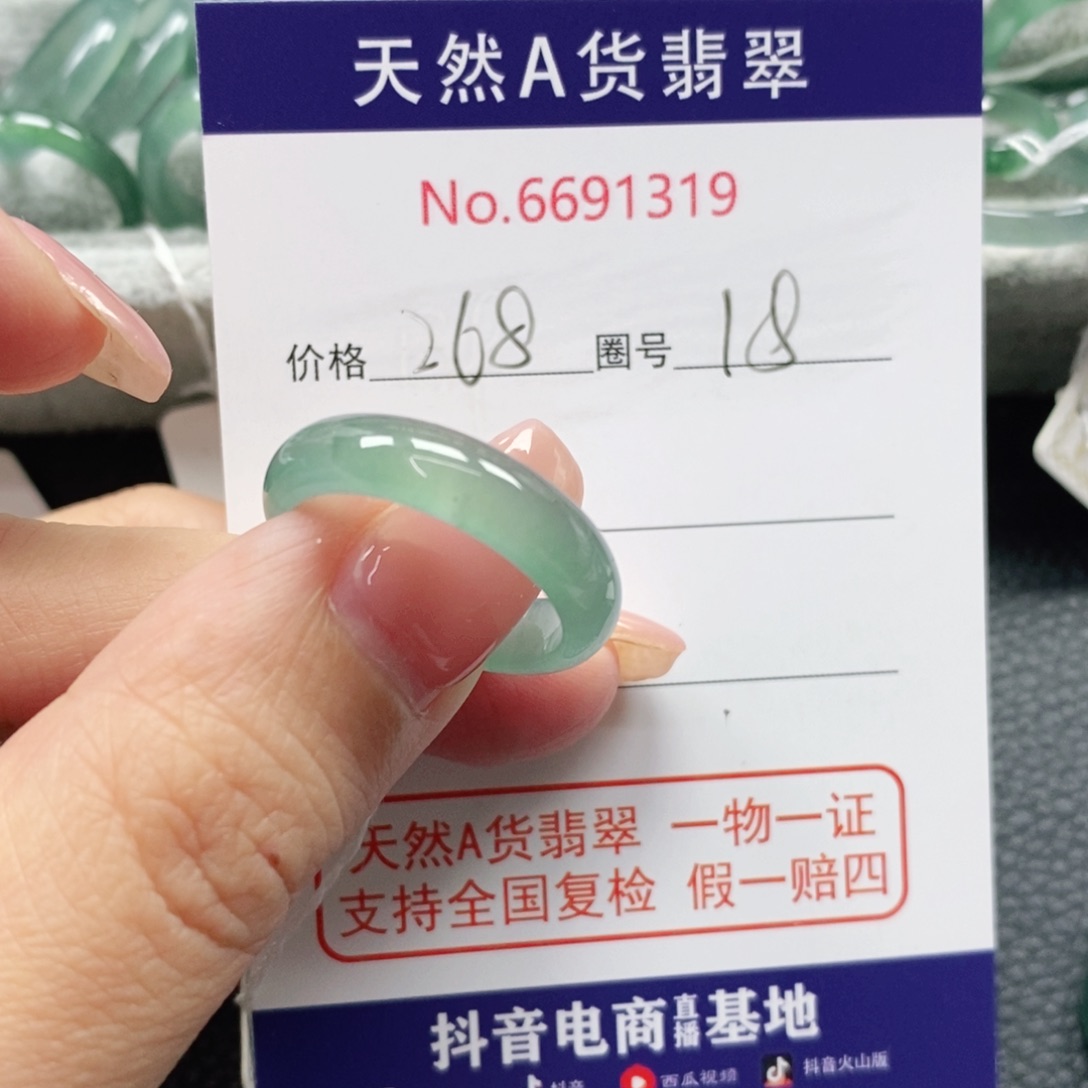 天然A货翡翠
No.6691319
价格 268 圈号 18
天然A货翡翠 一物一证
支持全国复检 假一赔四
抖音电商直播基地
抖音 西瓜视频 抖音火山版